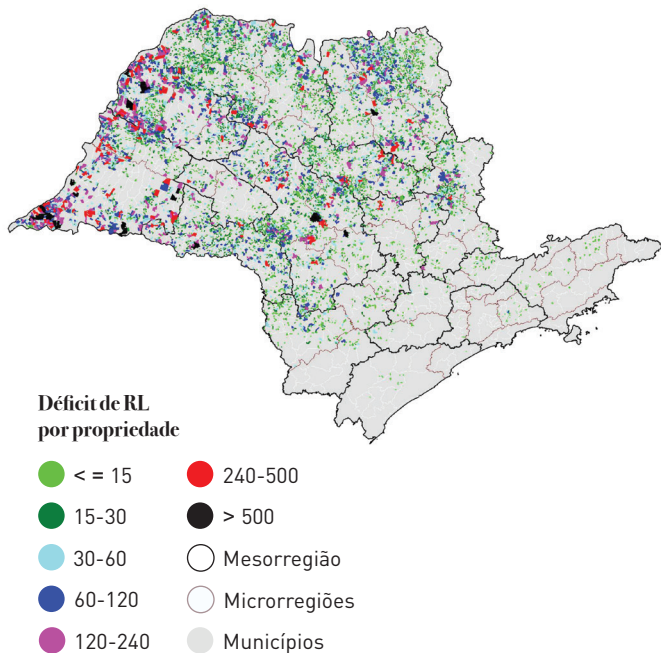 Déficit de RL
por propriedade
< = 15
15-30
30-60
60-120
120-240
240-500
> 500
Mesorregião
Microrregiões
Municípios